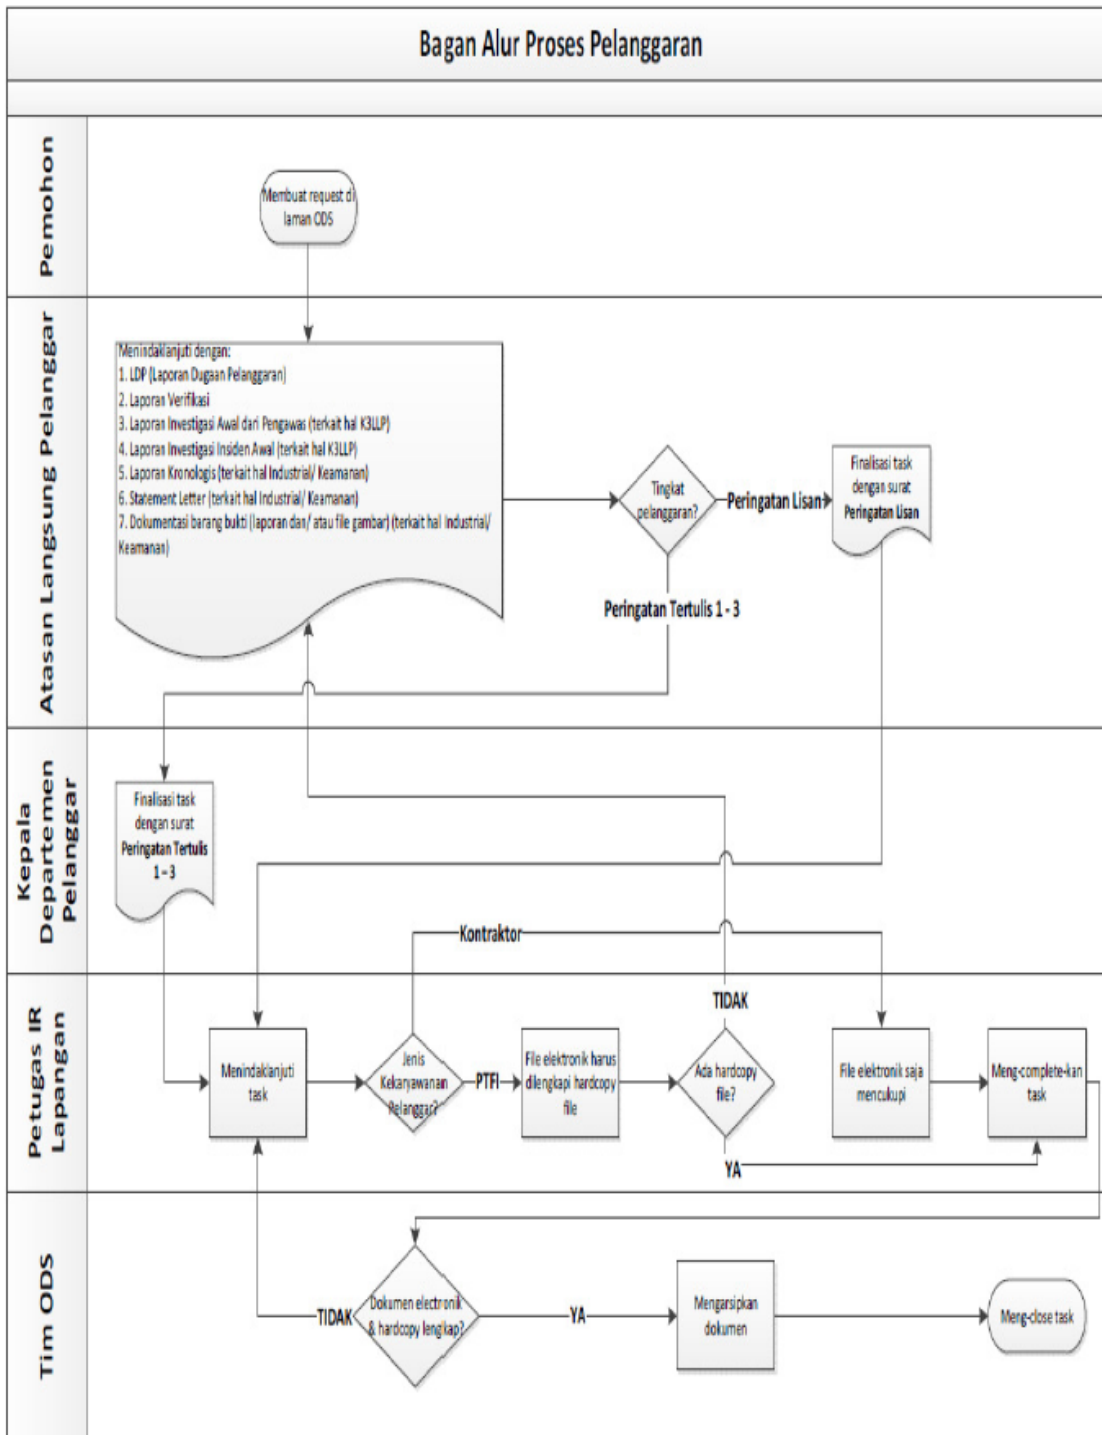 Bagan Alur Proses Pelanggaran
Pemohon
Membuat request di
laman ODS
Atasan Langsung Pelanggar
Menindaklanjuti dengan:
1. LDP (Laporan Dugaan Pelanggaran)
2. Laporan Verifikasi
3. Laporan Investigasi Awal dari Pengawas (terkait hal K3LLP)
4. Laporan Investigasi Insiden Awal (terkait hal K3LLP)
5. Laporan Kronologis (terkait hal Industrial/ Keamanan)
6. Statement Letter (terkait hal Industrial/ Keamanan)
7. Dokumentasi barang bukti (laporan dan/ atau file gambar) (terkait hal Industrial/
Keamanan)
Tingkat
pelanggaran?
Peringatan Lisan
Finalisasi task
dengan surat
Peringatan Lisan
Peringatan Tertulis 1 - 3
Kepala
Departemen
Pelanggar
Finalisasi task
dengan surat
Peringatan Tertulis
1 – 3
Kontraktor
Petugas IR
Lapangan
Menindaklanjuti
task
Jenis
Kekaryawanan
Pelanggar?
PTFI
File elektronik harus
dilengkapi hardcopy
file
TIDAK
Ada hardcopy
file?
YA
File elektronik saja
mencukupi
Meng-complete-kan
task
Tim ODS
TIDAK
Dokumen electronik
& hardcopy lengkap?
YA
Mengarsipkan
dokumen
Meng-close task